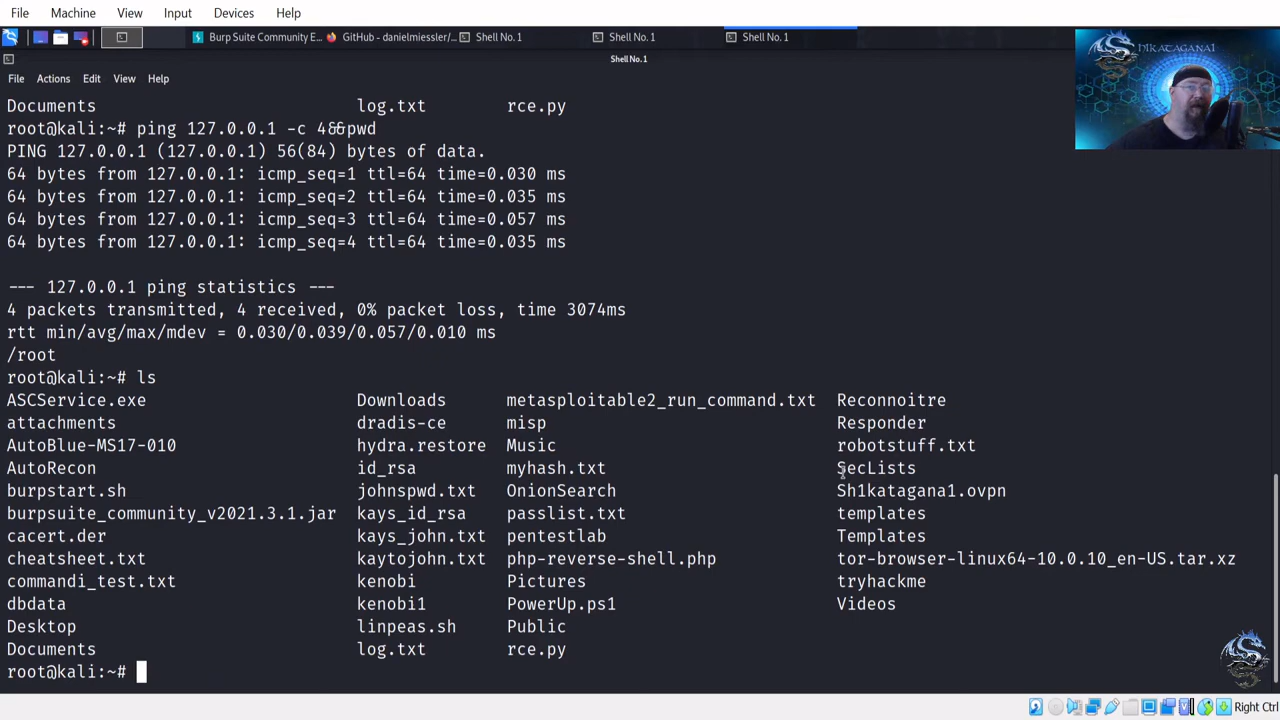 File Machine View Input Devices Help
Burp Suite Community E... GitHub - danielmiessler/... Shell No. 1 Shell No. 1 Shell No. 1
Shell No. 1
File Actions Edit View Help
Documents log.txt rce.py
root@kali:~# ping 127.0.0.1 -c 4&&pwd
PING 127.0.0.1 (127.0.0.1) 56(84) bytes of data.
64 bytes from 127.0.0.1: icmp_seq=1 ttl=64 time=0.030 ms
64 bytes from 127.0.0.1: icmp_seq=2 ttl=64 time=0.035 ms
64 bytes from 127.0.0.1: icmp_seq=3 ttl=64 time=0.057 ms
64 bytes from 127.0.0.1: icmp_seq=4 ttl=64 time=0.035 ms
--- 127.0.0.1 ping statistics ---
4 packets transmitted, 4 received, 0% packet loss, time 3074ms
rtt min/avg/max/mdev = 0.030/0.039/0.057/0.010 ms
/root
root@kali:~# ls
ASCService.exe Downloads metasploitable2_run_command.txt Reconnoitre
attachments dradis-ce misp Responder
AutoBlue-MS17-010 hydra.restore Music robotstuff.txt
AutoRecon id_rsa myhash.txt SecLists
burpstart.sh johnspwd.txt OnionSearch Sh1katagana1.ovpn
burpsuite_community_v2021.3.1.jar kays_id_rsa passlist.txt templates
cacert.der kays_john.txt pentestlab Templates
cheatsheet.txt kaytojohn.txt php-reverse-shell.php tor-browser-linux64-10.0.10_en-US.tar.xz
commandi_test.txt kenobi Pictures tryhackme
dbdata kenobi1 PowerUp.ps1 Videos
Desktop linpeas.sh Public
Documents log.txt rce.py
root@kali:~#
Right Ctrl